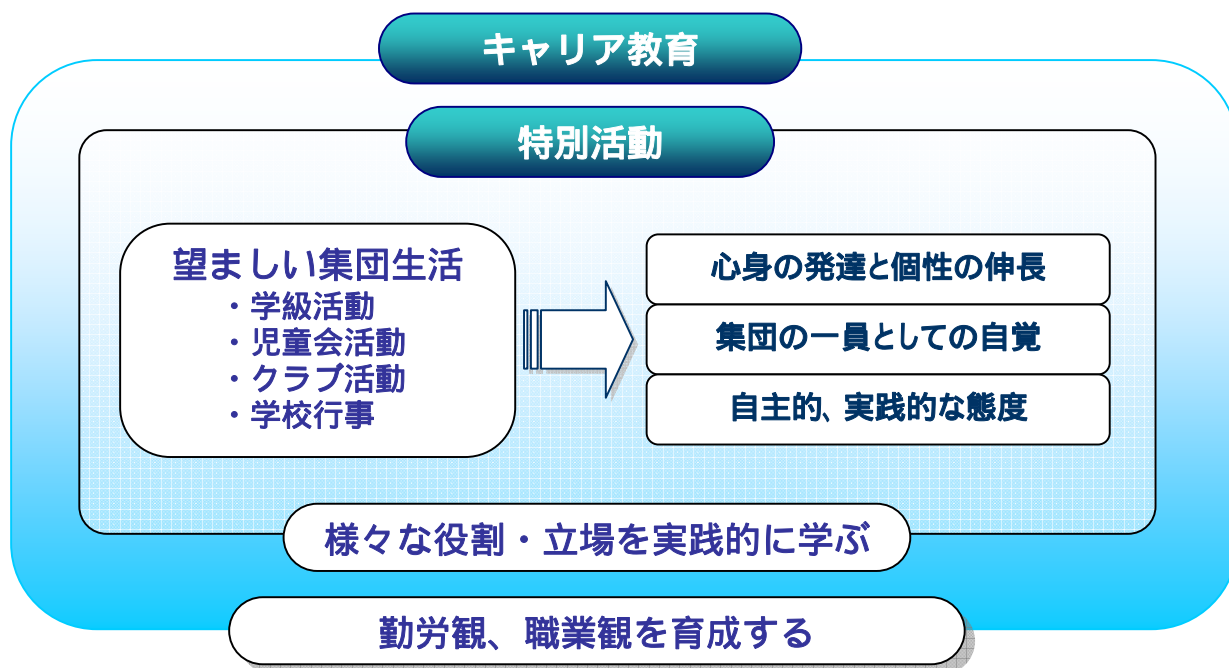 キャリア教育
特別活動
望ましい集団生活
・学級活動
・児童会活動
・クラブ活動
・学校行事
心身の発達と個性の伸長
集団の一員としての自覚
自主的、実践的な態度
様々な役割・立場を実践的に学ぶ
勤労観、職業観を育成する